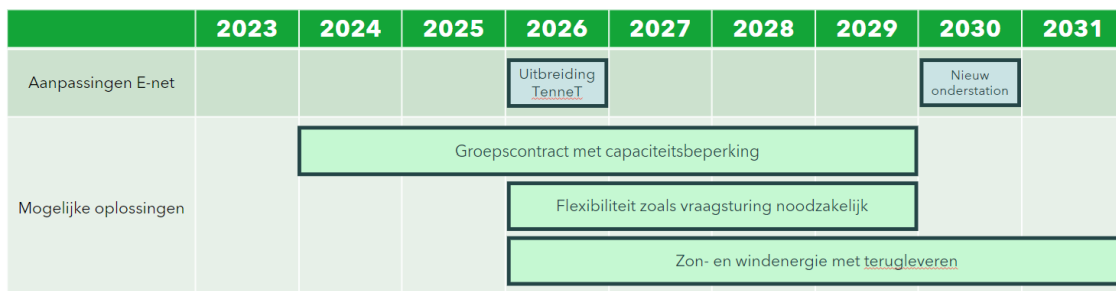 2023 2024 2025 2026 2027 2028 2029 2030 2031
Aanpassingen E-net
Uitbreiding
TenneT
Nieuw
onderstation
Mogelijke oplossingen
Groepscontract met capaciteitsbeperking
Flexibiliteit zoals vraagsturing noodzakelijk
Zon- en windenergie met terugleveren